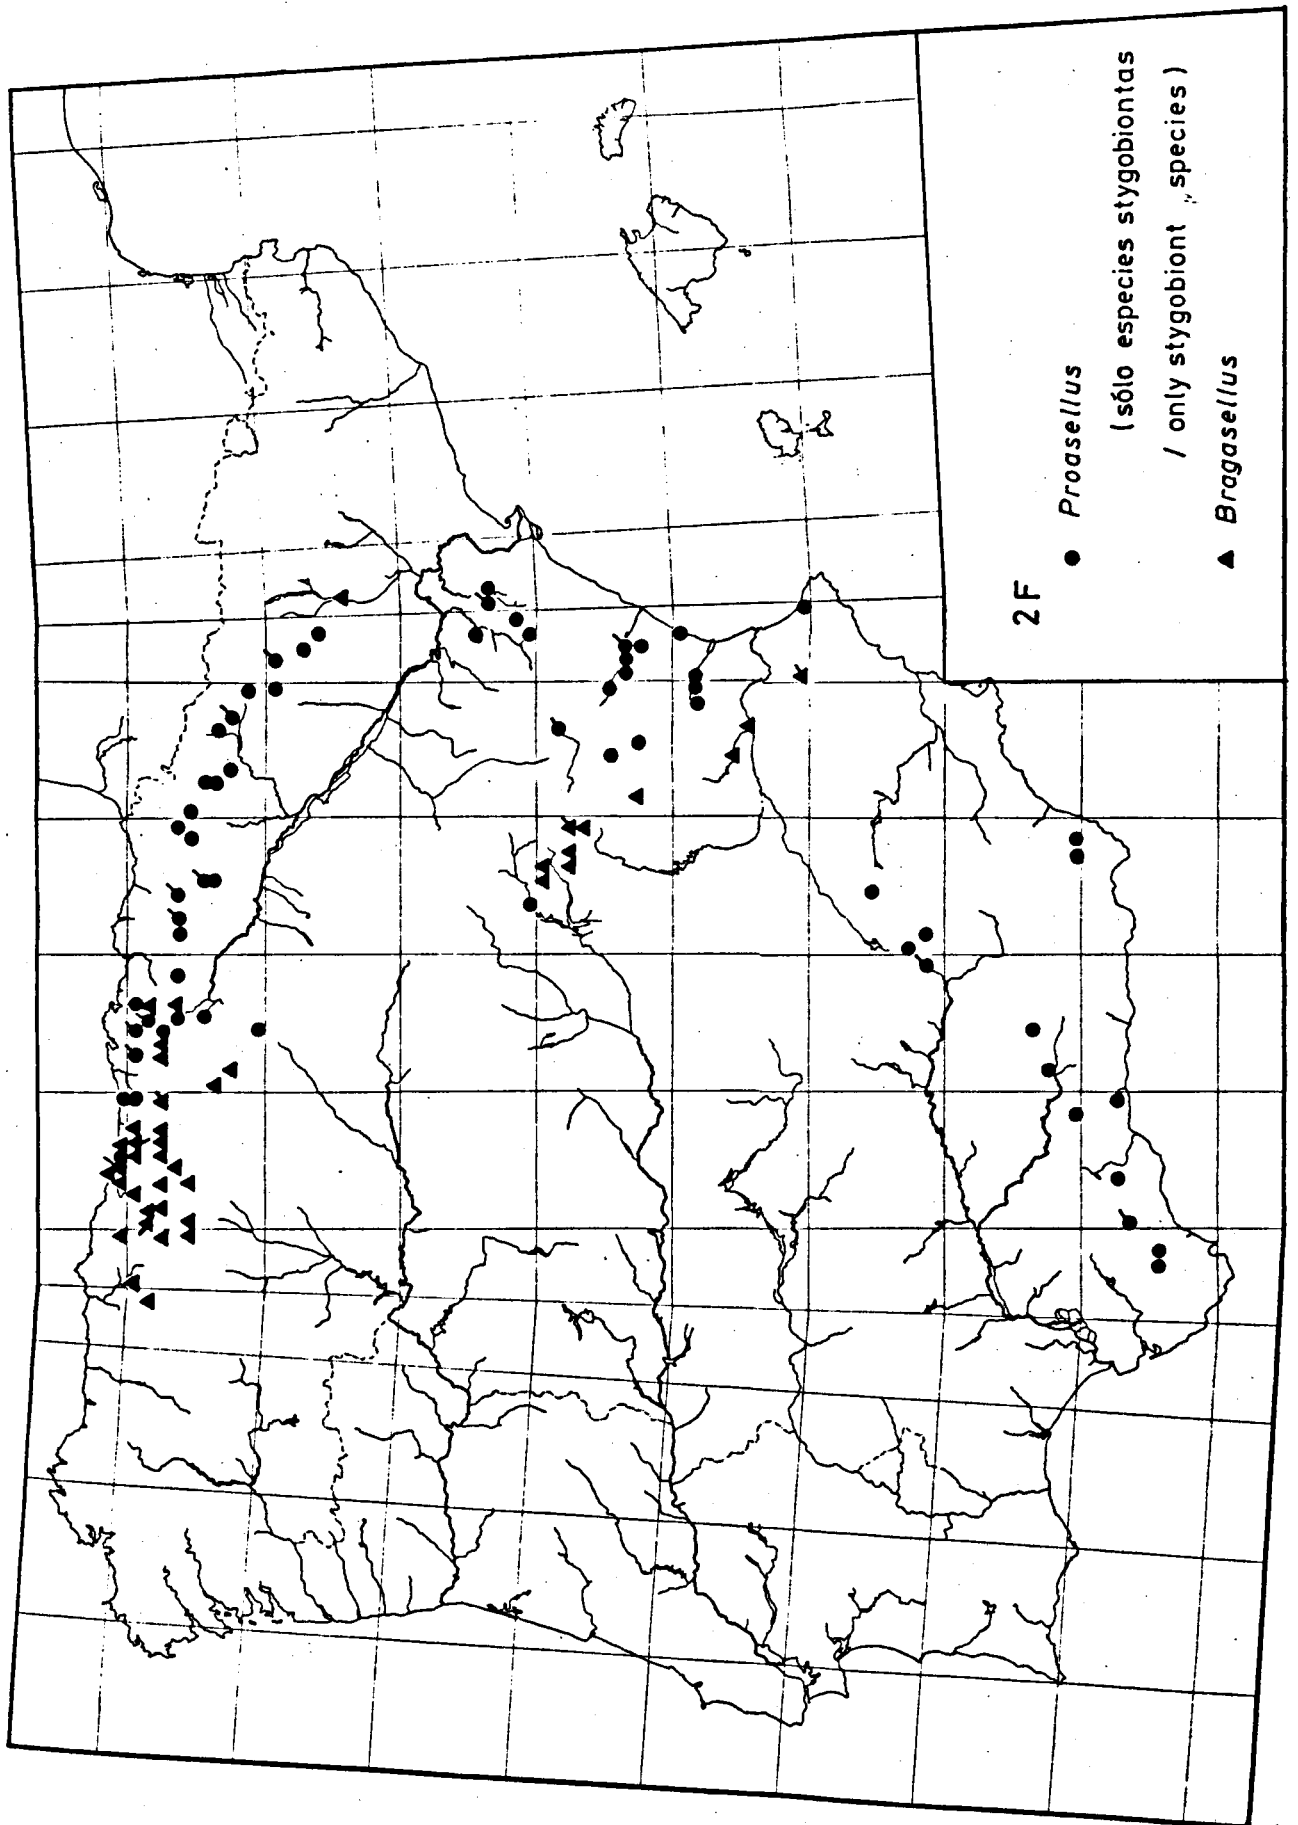 2F
● Proasellus
(sólo especies stygobiontas
/ only stygobiont species)
▲ Bragasellus